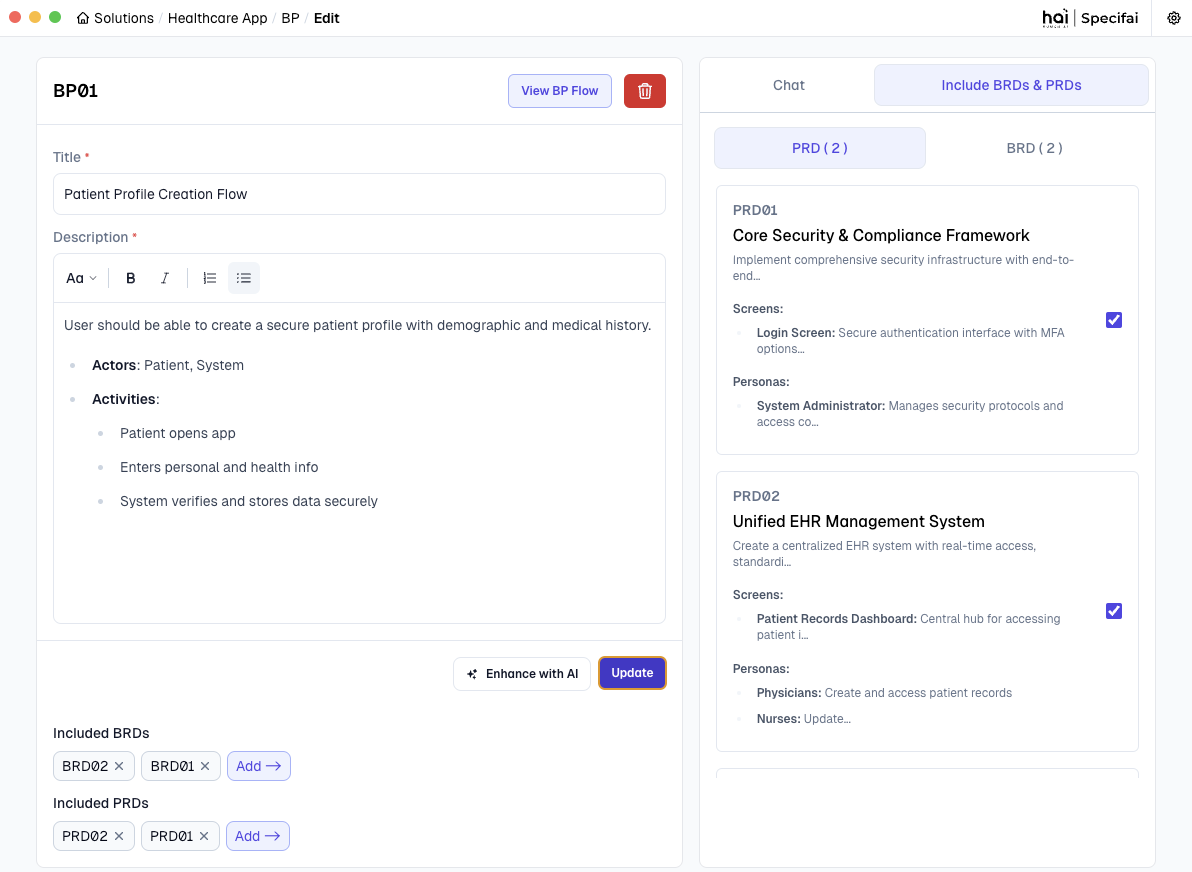 Solutions / Healthcare App / BP / Edit
hai | Specifai
BP01
View BP Flow
Title *
Patient Profile Creation Flow
Description *
Aa B I
User should be able to create a secure patient profile with demographic and medical history.
Actors: Patient, System
Activities:
Patient opens app
Enters personal and health info
System verifies and stores data securely
Enhance with AI
Update
Included BRDs
BRD02 BRD01 Add
Included PRDs
PRD02 PRD01 Add
Chat
Include BRDs & PRDs
PRD ( 2 )
BRD ( 2 )
PRD01
Core Security & Compliance Framework
Implement comprehensive security infrastructure with end-to-
end…
Screens:
Login Screen: Secure authentication interface with MFA
options…
Personas:
System Administrator: Manages security protocols and
access co…
PRD02
Unified EHR Management System
Create a centralized EHR system with real-time access,
standardi…
Screens:
Patient Records Dashboard: Central hub for accessing
patient i…
Personas:
Physicians: Create and access patient records
Nurses: Update…